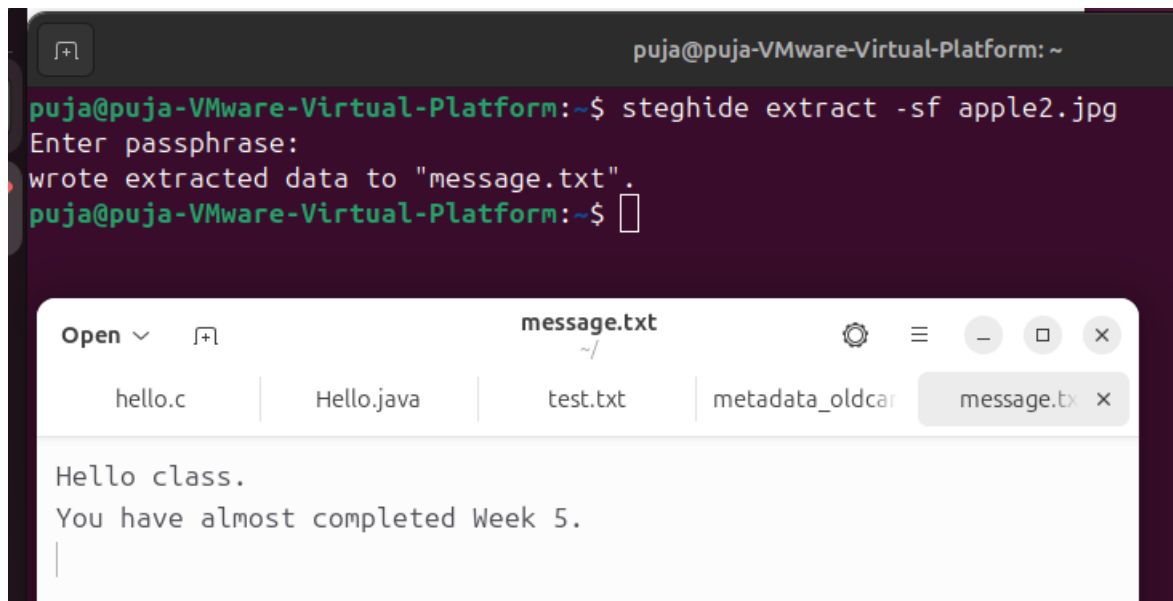 puja@puja-VMware-Virtual-Platform: ~
puja@puja-VMware-Virtual-Platform:~$ steghide extract -sf apple2.jpg
Enter passphrase:
wrote extracted data to "message.txt".
puja@puja-VMware-Virtual-Platform:~$
Open message.txt
~/
hello.c Hello.java test.txt metadata_oldcar message.tx
Hello class.
You have almost completed Week 5.